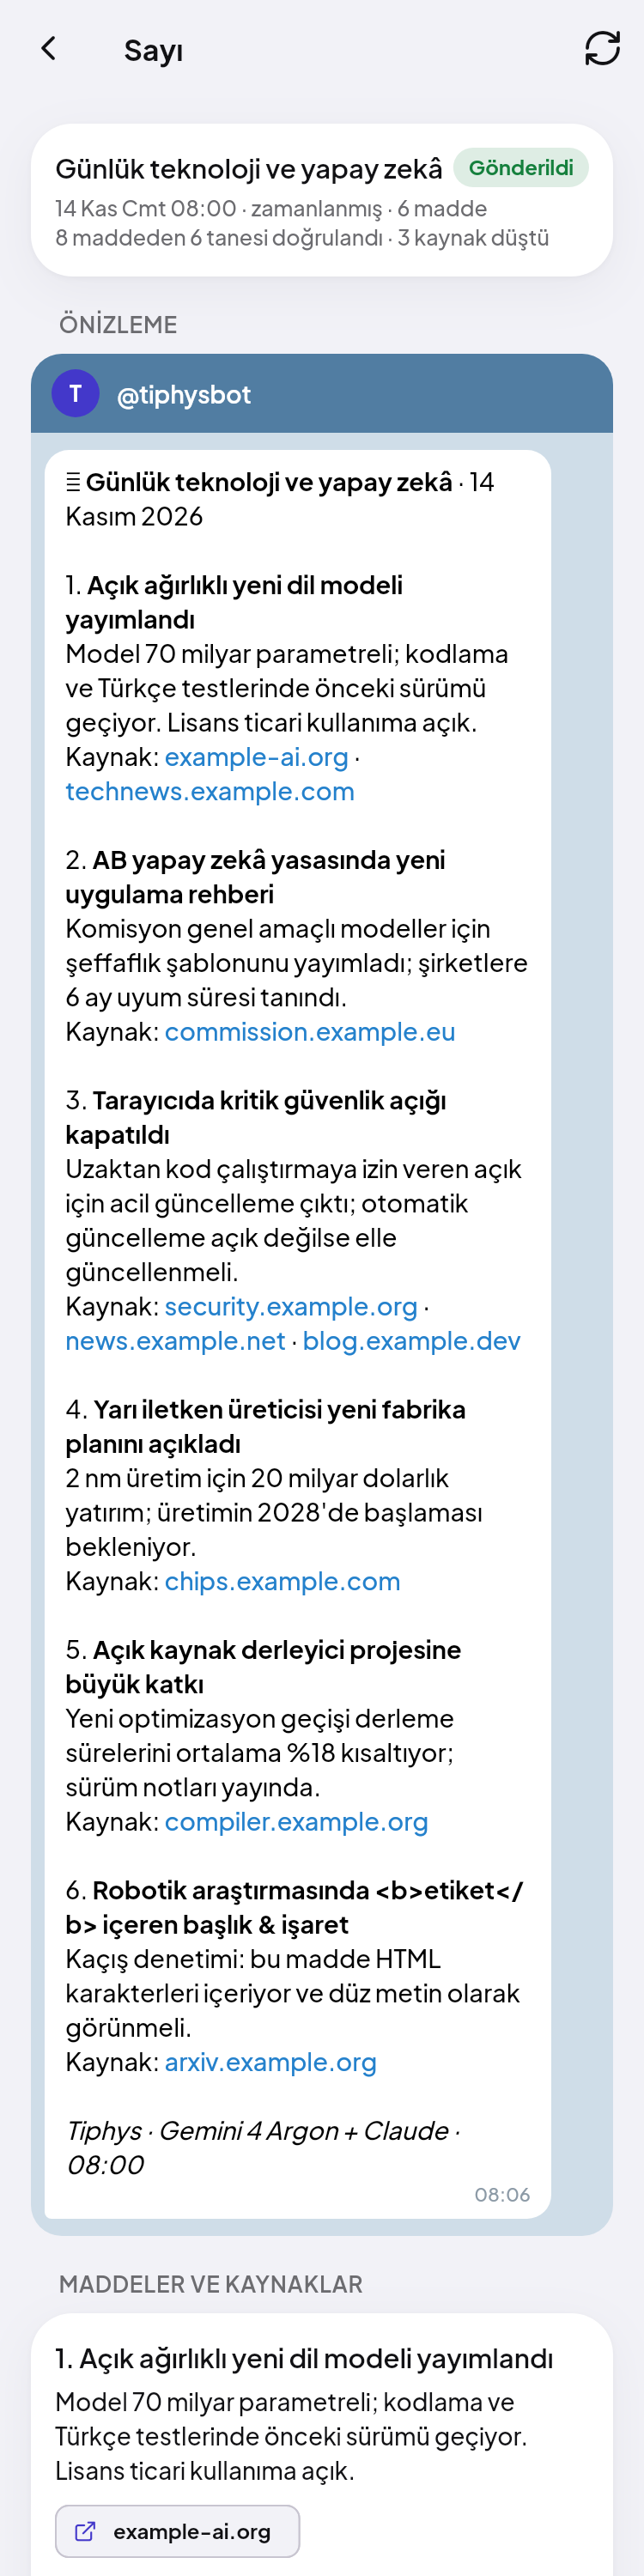 Sayı
Günlük teknoloji ve yapay zekâ
Gönderildi
14 Kas Cmt 08:00 · zamanlanmış · 6 madde
8 maddeden 6 tanesi doğrulandı · 3 kaynak düştü
ÖNİZLEME
T
@tiphysbot
Günlük teknoloji ve yapay zekâ · 14
Kasım 2026
1. Açık ağırlıklı yeni dil modeli
yayımlandı
Model 70 milyar parametreli; kodlama
ve Türkçe testlerinde önceki sürümü
geçiyor. Lisans ticari kullanıma açık.
Kaynak: example-ai.org ·
technews.example.com
2. AB yapay zekâ yasasında yeni
uygulama rehberi
Komisyon genel amaçlı modeller için
şeffaflık şablonunu yayımladı; şirketlere
6 ay uyum süresi tanındı.
Kaynak: commission.example.eu
3. Tarayıcıda kritik güvenlik açığı
kapatıldı
Uzaktan kod çalıştırmaya izin veren açık
için acil güncelleme çıktı; otomatik
güncelleme açık değilse elle
güncellenmeli.
Kaynak: security.example.org ·
news.example.net · blog.example.dev
4. Yarı iletken üreticisi yeni fabrika
planını açıkladı
2 nm üretim için 20 milyar dolarlık
yatırım; üretimin 2028'de başlaması
bekleniyor.
Kaynak: chips.example.com
5. Açık kaynak derleyici projesine
büyük katkı
Yeni optimizasyon geçişi derleme
sürelerini ortalama %18 kısaltıyor;
sürüm notları yayında.
Kaynak: compiler.example.org
6. Robotik araştırmasında <b>etiket</
b> içeren başlık & işaret
Kaçış denetimi: bu madde HTML
karakterleri içeriyor ve düz metin olarak
görünmeli.
Kaynak: arxiv.example.org
Tiphys · Gemini 4 Argon + Claude ·
08:00
08:06
MADDELER VE KAYNAKLAR
1. Açık ağırlıklı yeni dil modeli yayımlandı
Model 70 milyar parametreli; kodlama ve
Türkçe testlerinde önceki sürümü geçiyor.
Lisans ticari kullanıma açık.
example-ai.org